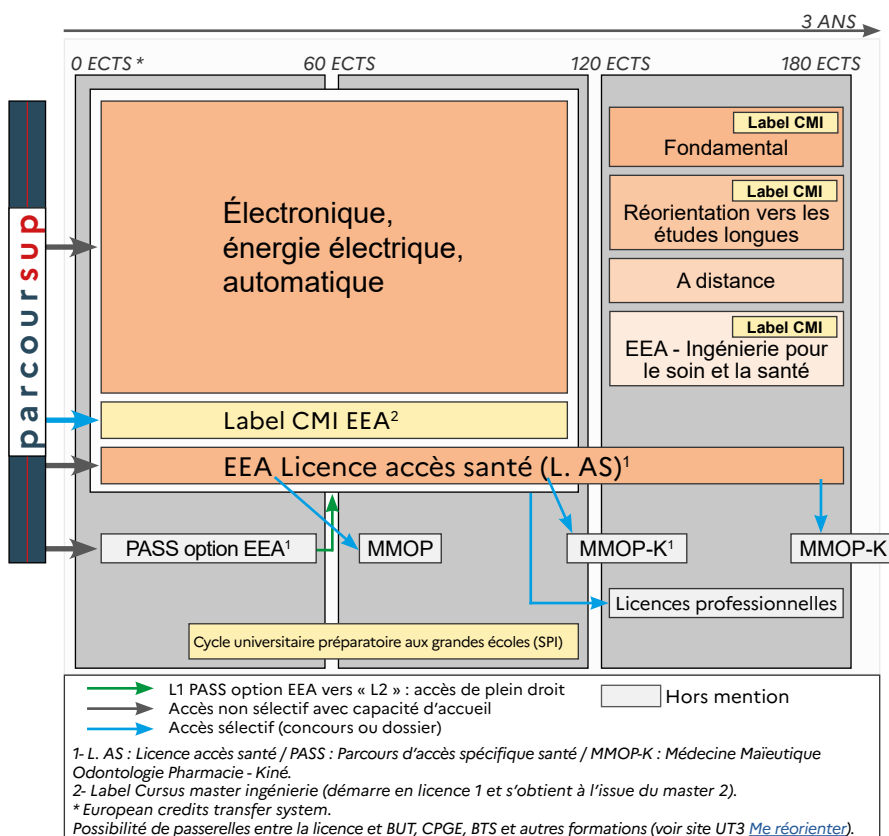 3 ANS
0 ECTS *
60 ECTS
120 ECTS
180 ECTS
parcoursup
Électronique,
énergie électrique,
automatique
Label CMI
Fondamental
Label CMI
Réorientation vers les
études longues
A distance
Label CMI
EEA - Ingénierie pour
le soin et la santé
Label CMI EEA²
EEA Licence accès santé (L. AS)¹
PASS option EEA¹
MMOP
MMOP-K¹
MMOP-K
Licences professionnelles
Cycle universitaire préparatoire aux grandes écoles (SPI)
L1 PASS option EEA vers « L2 » : accès de plein droit
Accès non sélectif avec capacité d'accueil
Accès sélectif (concours ou dossier)
Hors mention
1- L. AS : Licence accès santé / PASS : Parcours d'accès spécifique santé / MMOP-K : Médecine Maïeutique
Odontologie Pharmacie - Kiné.
2- Label Cursus master ingénierie (démarre en licence 1 et s'obtient à l'issue du master 2).
* European credits transfer system.
Possibilité de passerelles entre la licence et BUT, CPGE, BTS et autres formations (voir site UT3 Me réorienter).